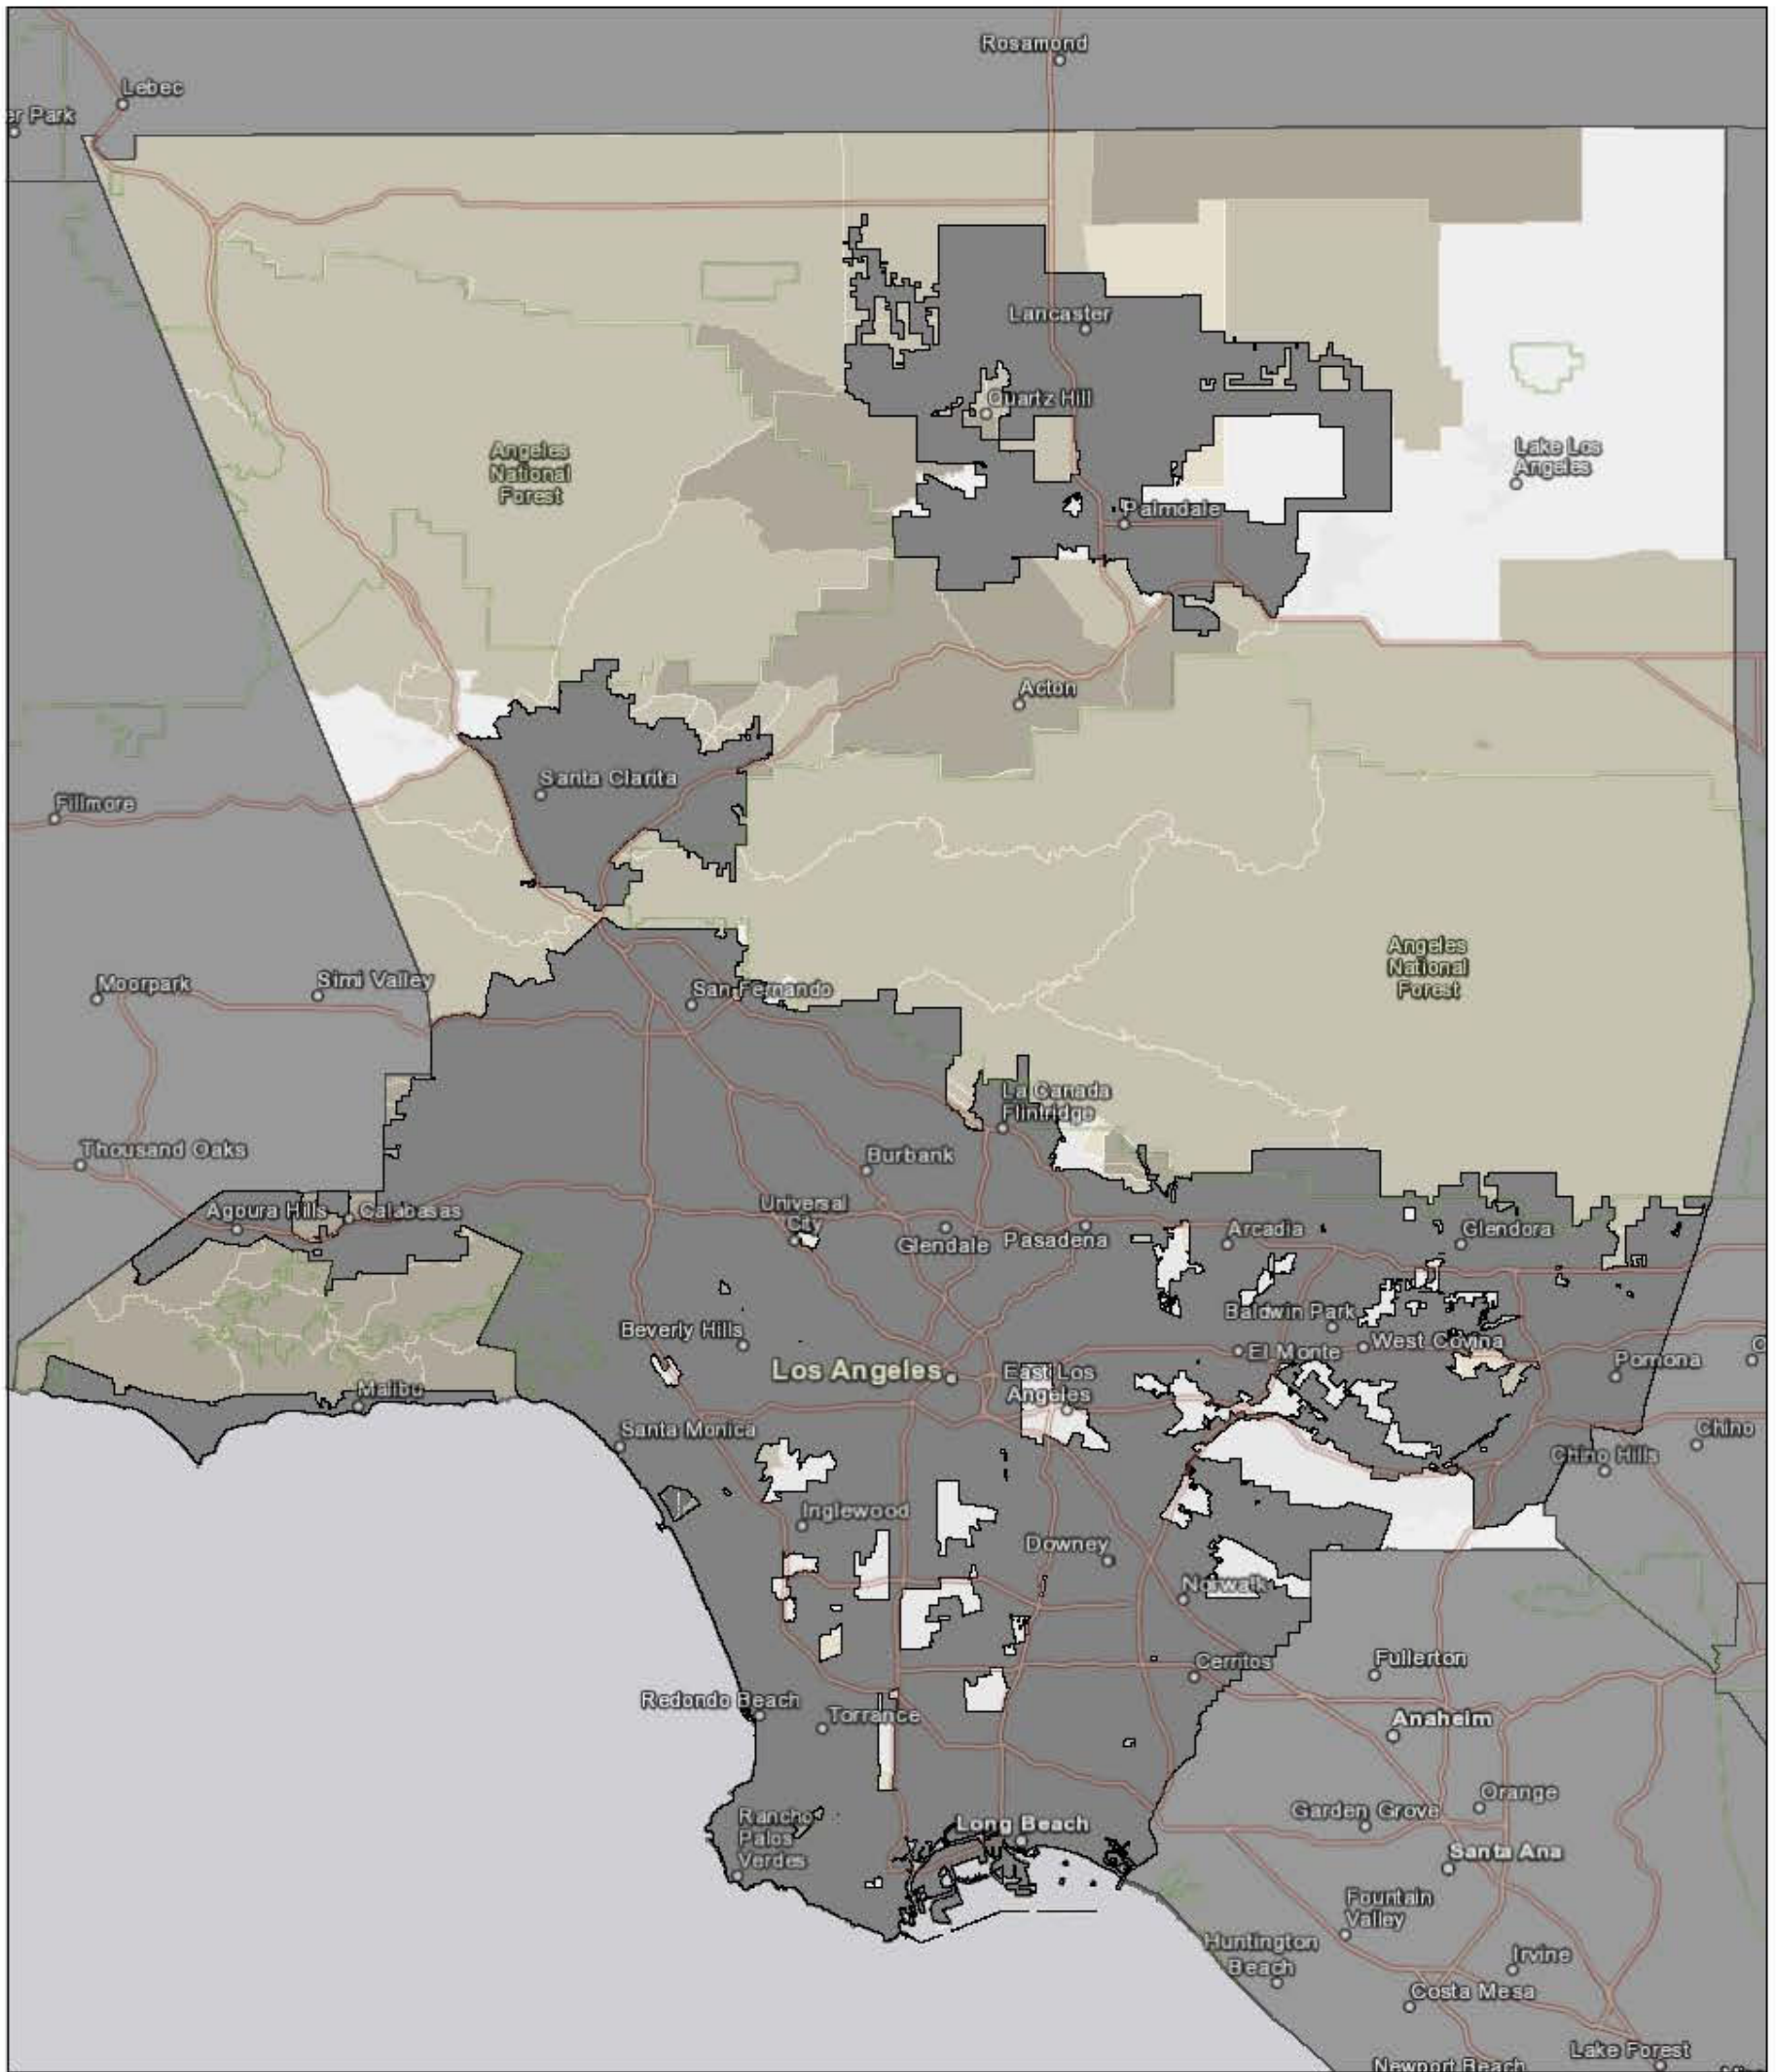 Rosamond
Lebec
er Park
Lancaster
Quartz Hill
Angeles
National
Forest
Lake Los
Angeles
Palmdale
Acton
Santa Clarita
Fillmore
Angeles
National
Forest
Moorpark
Simi Valley
San Fernando
La Canada
Flintridge
Thousand Oaks
Burbank
Agoura Hills
Calabasas
Universal
City
Glendale
Pasadena
Arcadia
Glendora
Baldwin Park
Beverly Hills
El Monte
West Covina
Los Angeles
East Los
Angeles
Pomona
Malibu
Santa Monica
Chino
Chino Hills
Inglewood
Downey
Norwalk
Cerritos
Fullerton
Redondo Beach
Torrance
Anaheim
Orange
Garden Grove
Rancho
Palos
Verdes
Long Beach
Santa Ana
Fountain
Valley
Huntington
Beach
Irvine
Costa Mesa
Lake Forest
Newport Beach